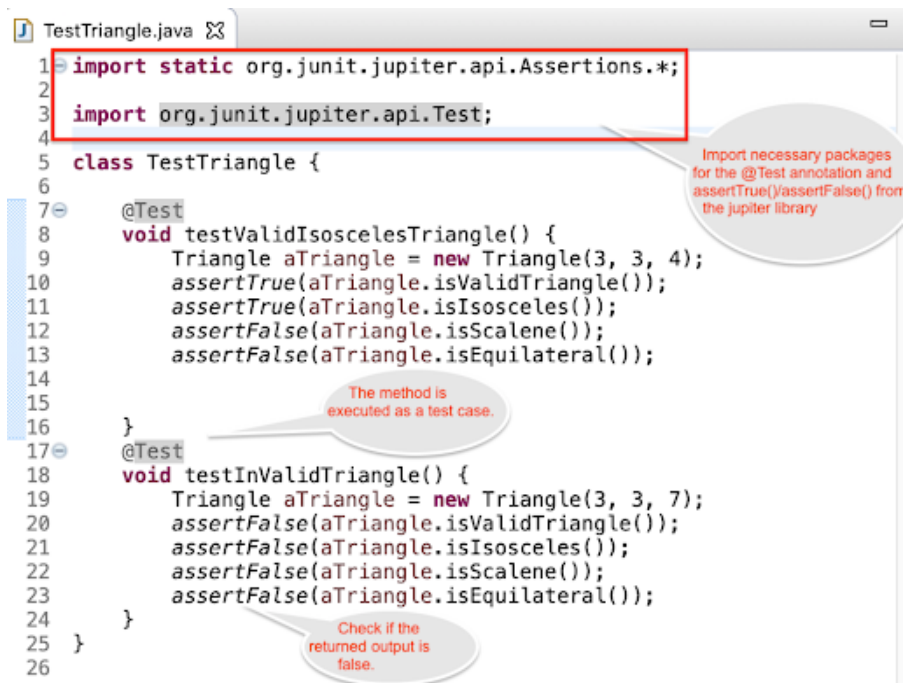 TestTriangle.java
1 import static org.junit.jupiter.api.Assertions.*;
2
3 import org.junit.jupiter.api.Test;
4
5 class TestTriangle {
6
7 @Test
8 void testValidIsoscelesTriangle() {
9 Triangle aTriangle = new Triangle(3, 3, 4);
10 assertTrue(aTriangle.isValidTriangle());
11 assertTrue(aTriangle.isIsosceles());
12 assertFalse(aTriangle.isScalene());
13 assertFalse(aTriangle.isEquilateral());
14
15
16 }
17 @Test
18 void testInValidTriangle() {
19 Triangle aTriangle = new Triangle(3, 3, 7);
20 assertFalse(aTriangle.isValidTriangle());
21 assertFalse(aTriangle.isIsosceles());
22 assertFalse(aTriangle.isScalene());
23 assertFalse(aTriangle.isEquilateral());
24 }
25 }
26
Import necessary packages
for the @Test annotation and
assertTrue()/assertFalse() from
the jupiter library
The method is
executed as a test case.
Check if the
returned output is
false.